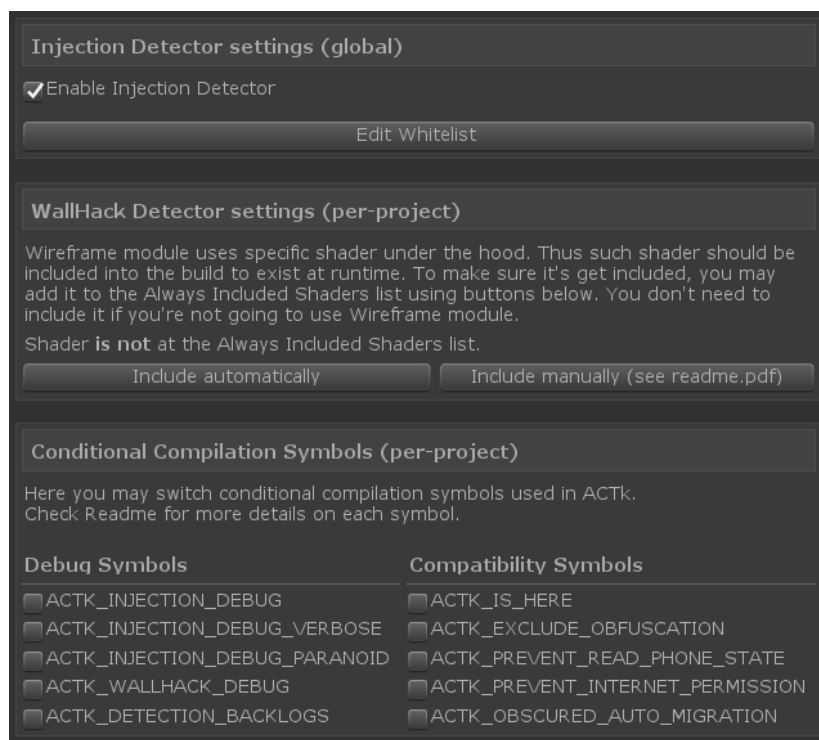 Injection Detector settings (global)
Enable Injection Detector
Edit Whitelist
WallHack Detector settings (per-project)
Wireframe module uses specific shader under the hood. Thus such shader should be
included into the build to exist at runtime. To make sure it's get included, you may
add it to the Always Included Shaders list using buttons below. You don't need to
include it if you're not going to use Wireframe module.
Shader is not at the Always Included Shaders list.
Include automatically
Include manually (see readme.pdf)
Conditional Compilation Symbols (per-project)
Here you may switch conditional compilation symbols used in ACTk.
Check Readme for more details on each symbol.
Debug Symbols
ACTK_INJECTION_DEBUG
ACTK_INJECTION_DEBUG_VERBOSE
ACTK_INJECTION_DEBUG_PARANOID
ACTK_WALLHACK_DEBUG
ACTK_DETECTION_BACKLOGS
Compatibility Symbols
ACTK_IS_HERE
ACTK_EXCLUDE_OBFUSCATION
ACTK_PREVENT_READ_PHONE_STATE
ACTK_PREVENT_INTERNET_PERMISSION
ACTK_OBSCURED_AUTO_MIGRATION